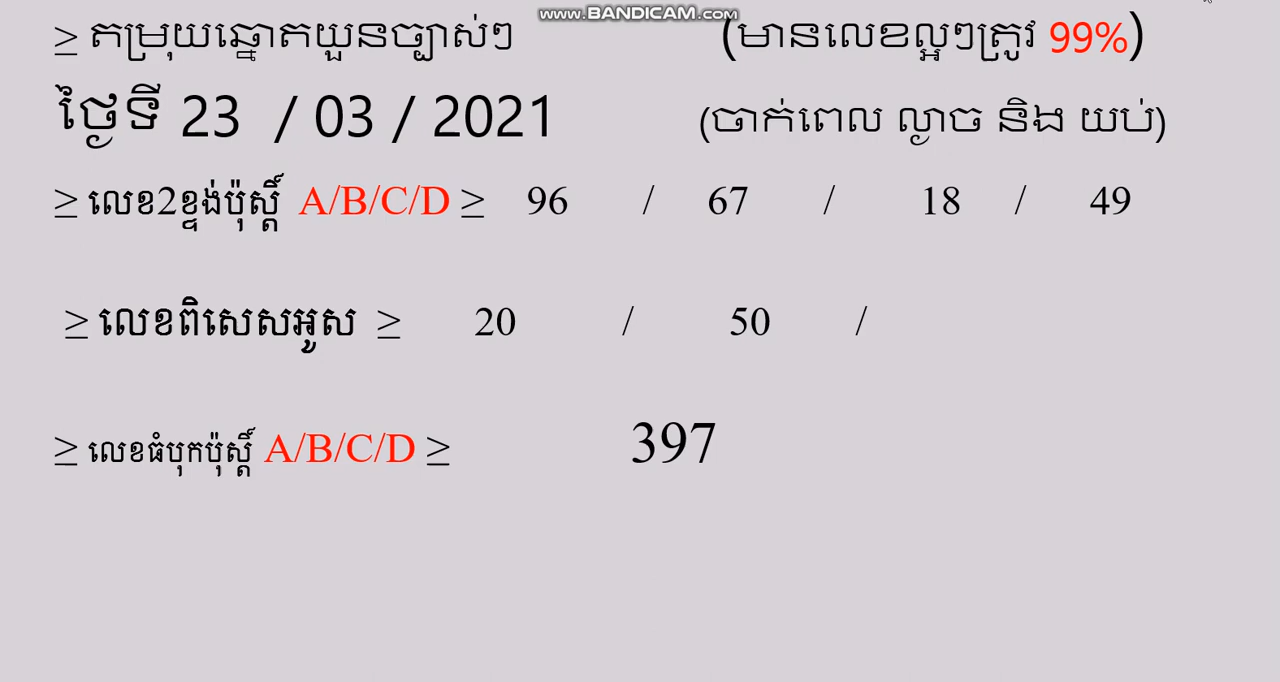 www.BANDICAM.com
≥ តម្រុយឆ្នោតយួនច្បាស់ៗ (មានលេខល្អៗត្រូវ 99%)
ថ្ងៃទី 23 / 03 / 2021 (ចាក់ពេល ល្ងាច និង យប់)
≥ លេខ2ខ្ទង់ប៉ុស្តិ៍ A/B/C/D ≥ 96 / 67 / 18 / 49
≥ លេខពិសេសអូស ≥ 20 / 50 /
≥ លេខធំបុកប៉ុស្តិ៍ A/B/C/D ≥ 397